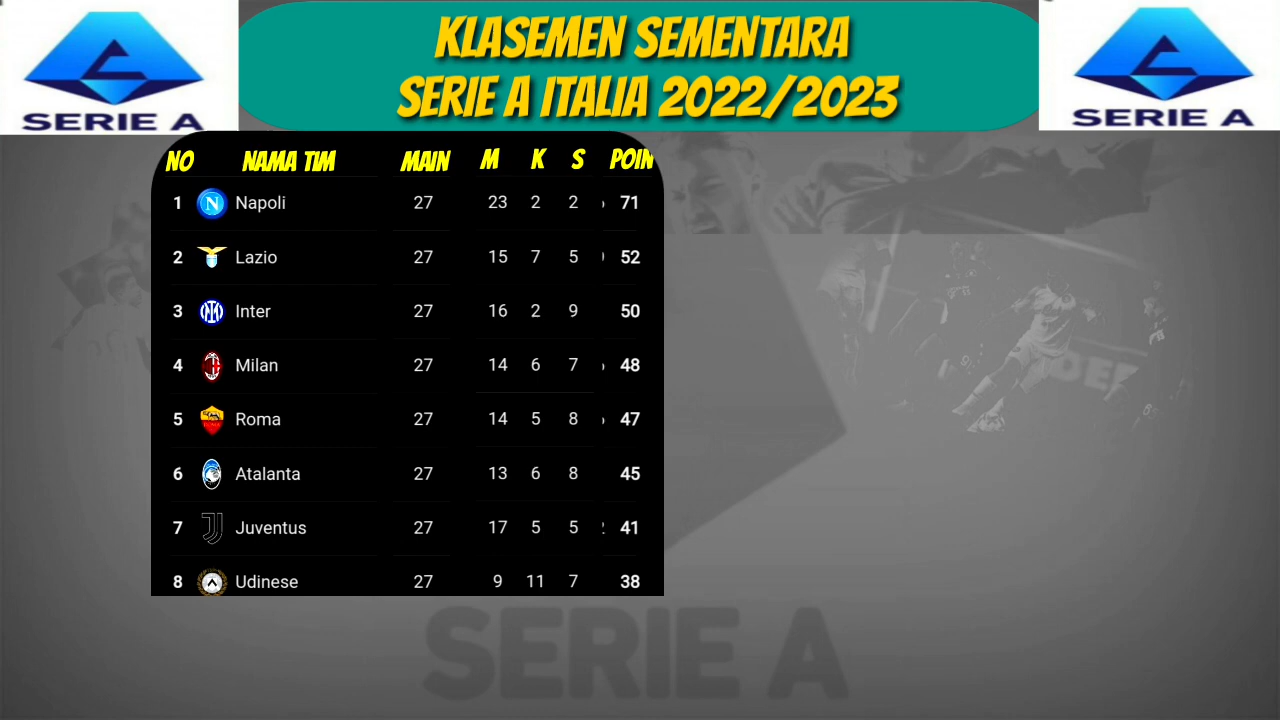 KLASEMEN SEMENTARA
SERIE A ITALIA 2022/2023
SERIE A
SERIE A
NO NAMA TIM MAIN M K S POIN
1 Napoli 27 23 2 2 71
2 Lazio 27 15 7 5 52
3 Inter 27 16 2 9 50
4 Milan 27 14 6 7 48
5 Roma 27 14 5 8 47
6 Atalanta 27 13 6 8 45
7 Juventus 27 17 5 5 41
8 Udinese 27 9 11 7 38
SERIE A